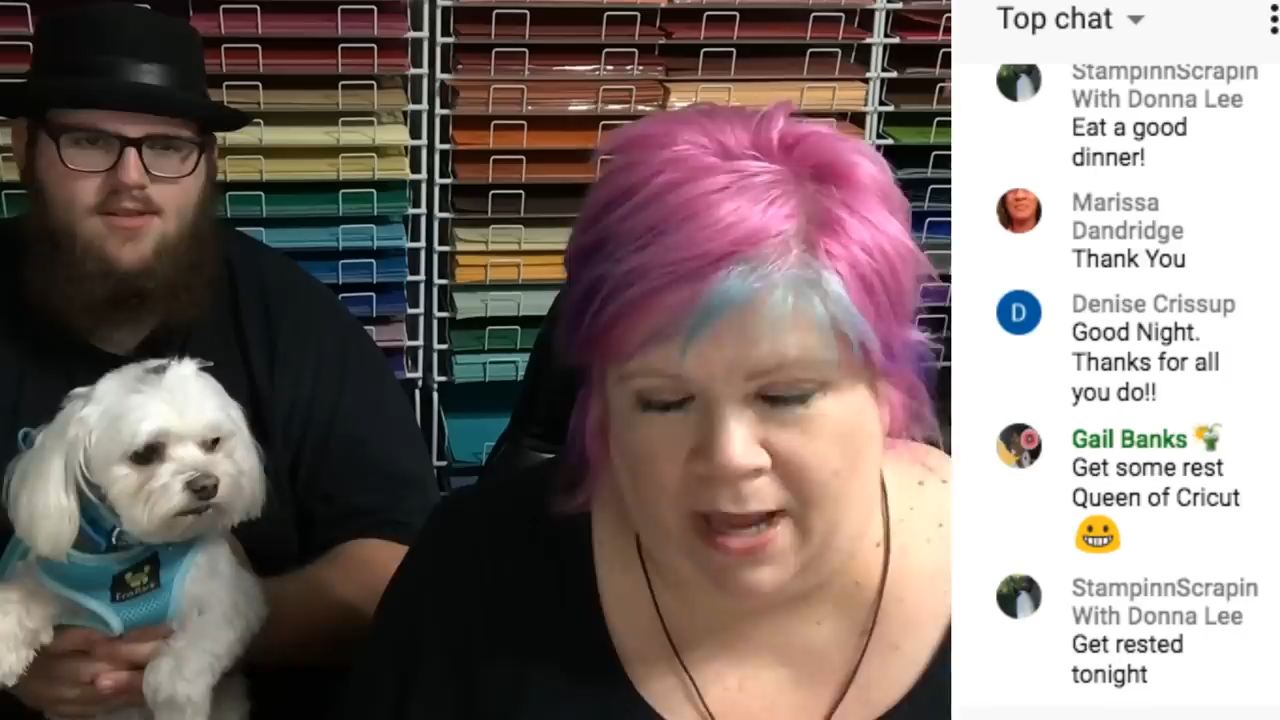 Top chat
StampinnScrapin
With Donna Lee
Eat a good
dinner!
Marissa
Dandridge
Thank You
D
Denise Crissup
Good Night.
Thanks for all
you do!!
Gail Banks
Get some rest
Queen of Cricut
StampinnScrapin
With Donna Lee
Get rested
tonight